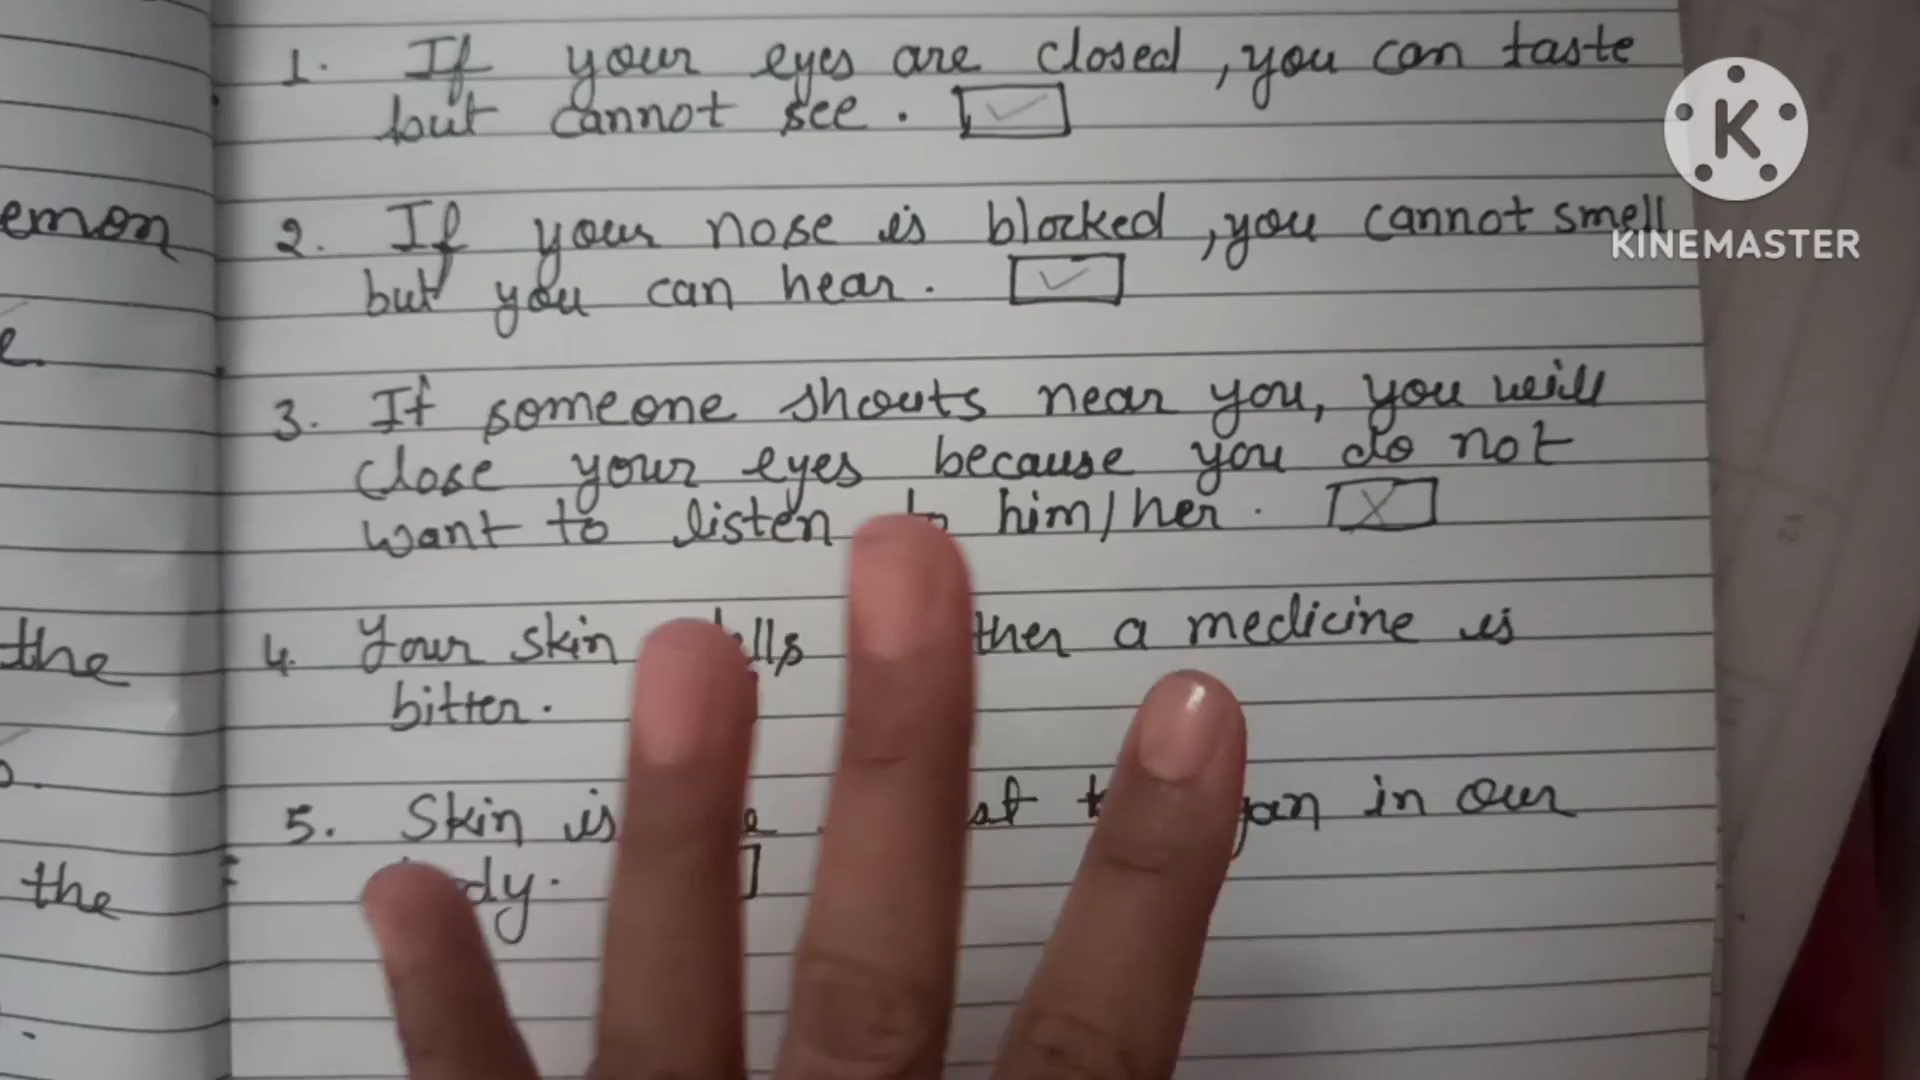 1. If your eyes are closed, you can taste
but cannot see.
2. If your nose is blocked, you cannot smell
but you can hear.
3. If someone shouts near you, you will
close your eyes because you do not
want to listen to him/her.
4. Your skin a medicine is
bitter.
5. Skin is in our
KINEMASTER
emon
the
the